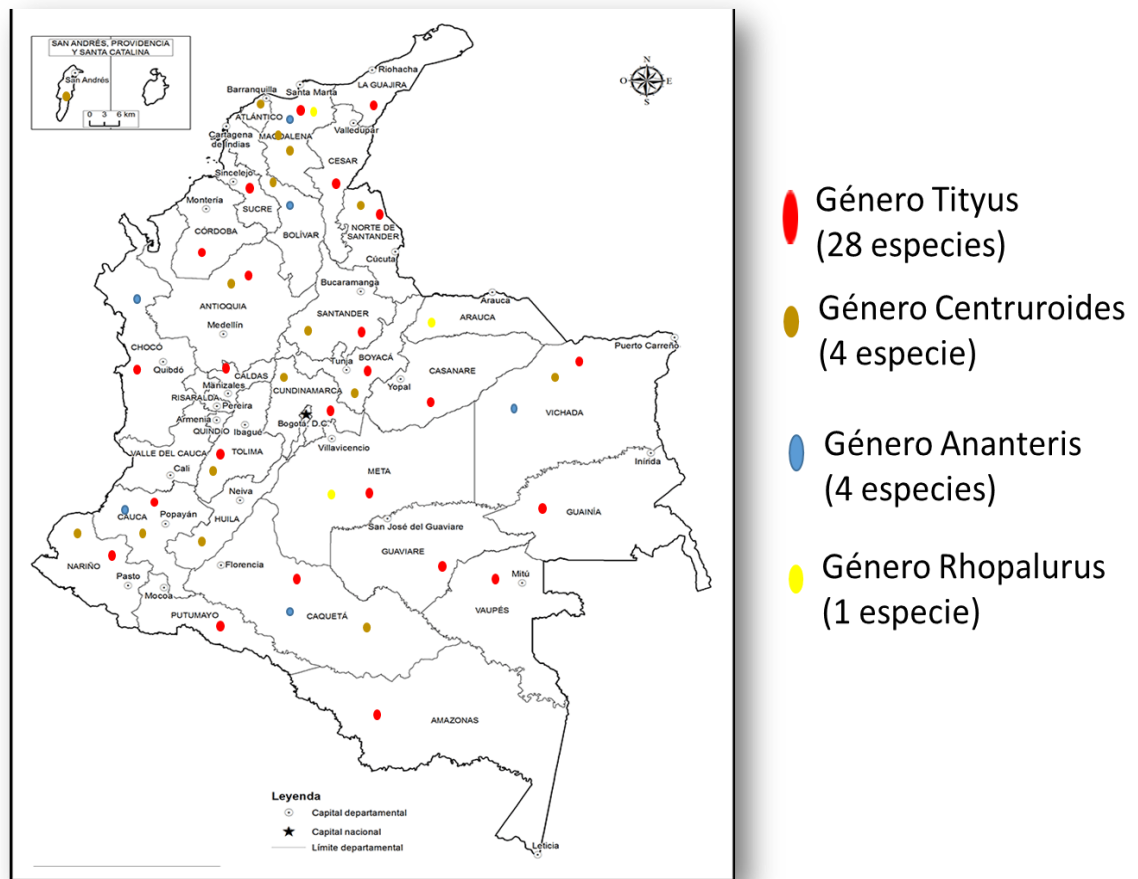 SAN ANDRÉS, PROVIDENCIA
Y SANTA CATALINA
San Andrés
0 3 6 km
N
O E
S
Riohacha
LA GUAJIRA
Santa Marta
Barranquilla
ATLÁNTICO
MAGDALENA
Valledupar
Cartagena
de Indias
CESAR
Sincelejo
SUCRE
Montería
CÓRDOBA
BOLÍVAR
NORTE DE
SANTANDER
Cúcuta
Bucaramanga
SANTANDER
Arauca
ARAUCA
ANTIOQUIA
Medellín
Puerto Carreño
CHOCÓ
Quibdó
CALDAS
Manizales
RISARALDA
Pereira
Armenia
QUINDÍO
Ibagué
Tunja
BOYACÁ
CUNDINAMARCA
Yopal
CASANARE
Bogotá, D.C.
VICHADA
Villavicencio
VALLE DEL CAUCA
TOLIMA
Cali
META
Inírida
Neiva
HUILA
CAUCA
Popayán
San José del Guaviare
GUAINÍA
GUAVIARE
NARIÑO
Pasto
Florencia
Mocoa
Mitú
VAUPÉS
PUTUMAYO
CAQUETÁ
AMAZONAS
Leticia
Leyenda
Capital departamental
Capital nacional
Límite departamental
Género Tityus
(28 especies)
Género Centruroides
(4 especie)
Género Ananteris
(4 especies)
Género Rhopalurus
(1 especie)